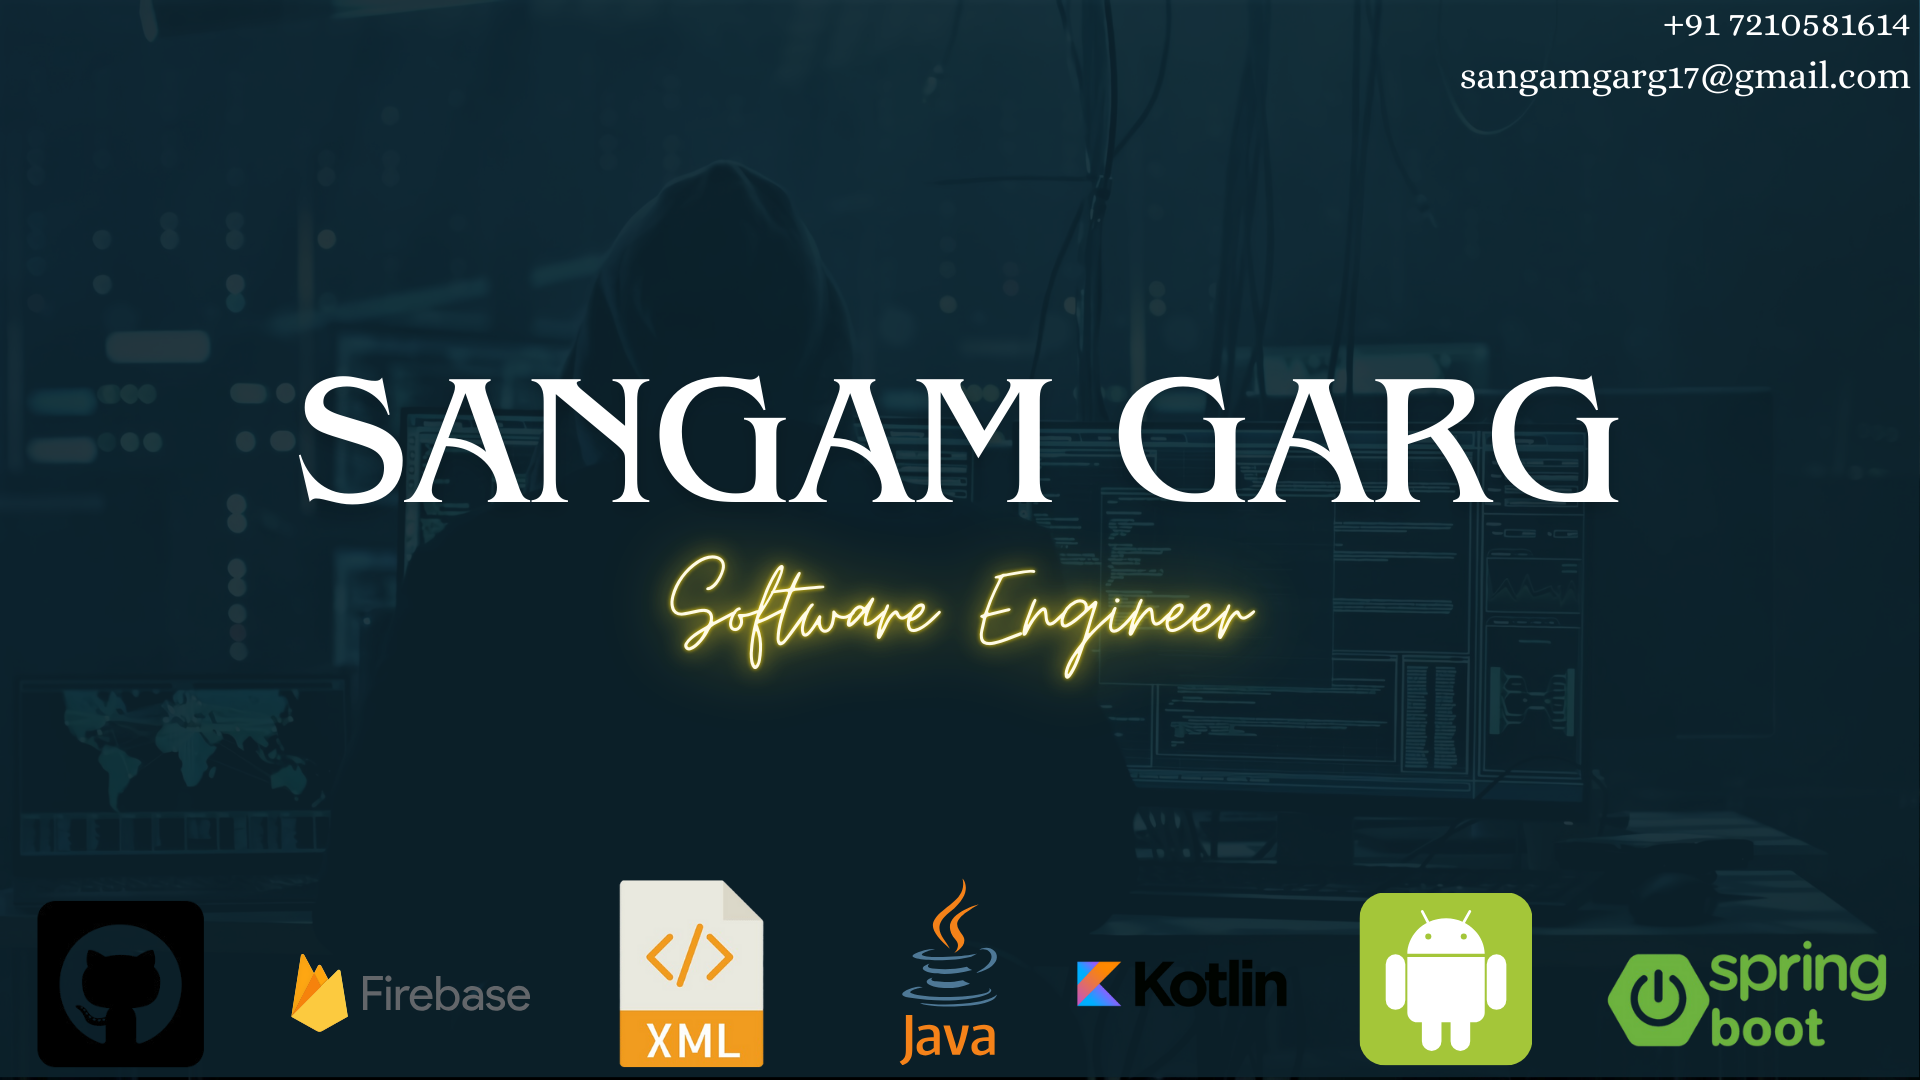 +91 7210581614
sangamgarg17@gmail.com
SANGAM GARG
Software Engineer
Firebase
XML
Java
Kotlin
spring
boot